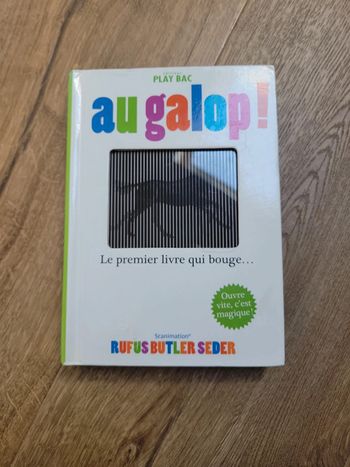 PLAY BAC
au galop!
Le premier livre qui bouge...
Ouvre
vite, c'est
magique!
Scanimation®
RUFUS BUTLER SEDER